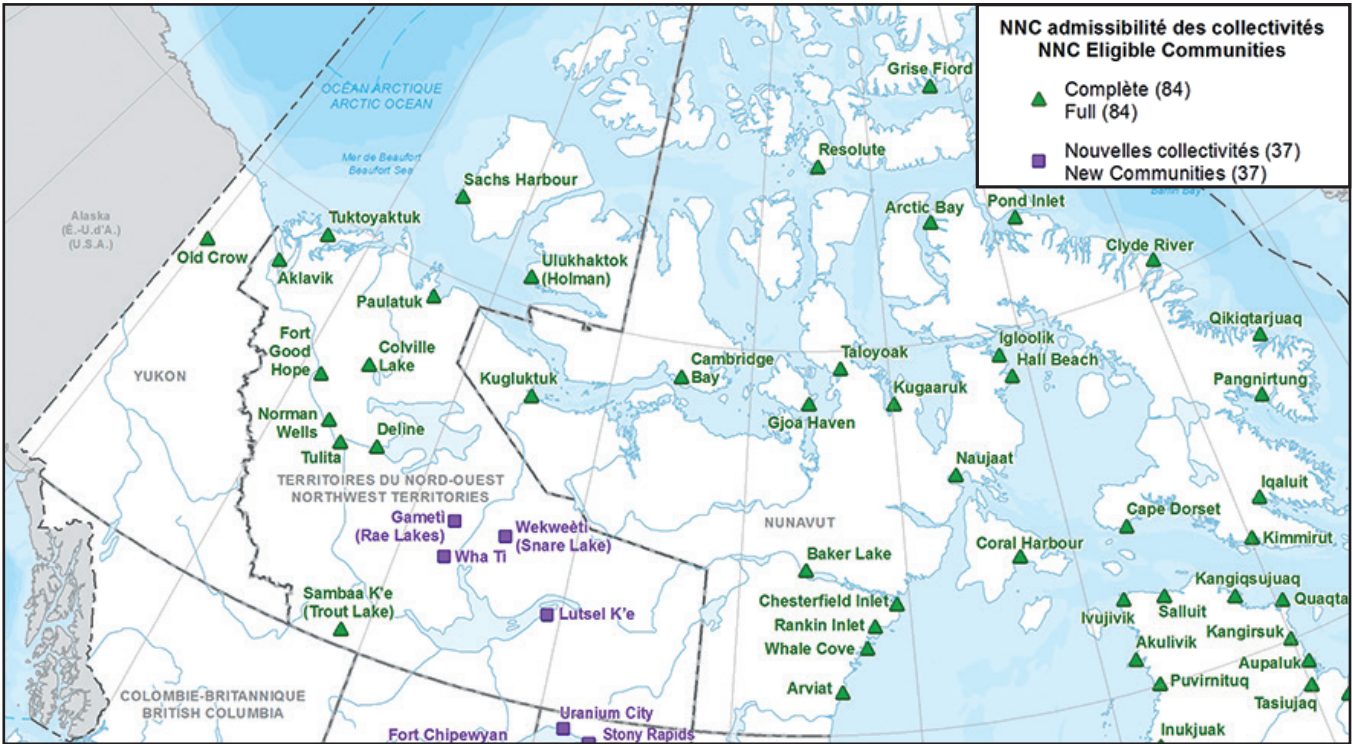 NNC admissibilité des collectivités
NNC Eligible Communities
Complète (84)
Full (84)
Nouvelles collectivités (37)
New Communities (37)
Grise Fiord
OCÉAN ARCTIQUE
ARCTIC OCEAN
Resolute
Mer de Beaufort
Beaufort Sea
Sachs Harbour
Baffin Bay
Pond Inlet
Arctic Bay
Alaska
(É.-U.d'A.)
(U.S.A.)
Tuktoyaktuk
Clyde River
Old Crow
Aklavik
Ulukhaktok
(Holman)
Paulatuk
Qikiqtarjuaq
Fort
Good
Hope
Colville
Lake
Igloolik
Hall Beach
Taloyoak
Cambridge
Bay
YUKON
Kugluktuk
Kugaaruk
Pangnirtung
Gjoa Haven
Norman
Wells
Deline
Tulita
Naujaat
TERRITOIRES DU NORD-OUEST
NORTHWEST TERRITORIES
Iqaluit
Gametì
(Rae Lakes)
Wekweètì
(Snare Lake)
NUNAVUT
Cape Dorset
Kimmirut
Wha Ti
Coral Harbour
Baker Lake
Sambaa K'e
(Trout Lake)
Kangiqsujuaq
Chesterfield Inlet
Quaqta
Lutsel K'e
Ivujivik
Salluit
Rankin Inlet
Kangirsuk
Whale Cove
Akulivik
Aupaluk
Arviat
Puvirnituq
Tasiujaq
COLOMBIE-BRITANNIQUE
BRITISH COLUMBIA
Uranium City
Fort Chipewyan
Stony Rapids
Inukjuak